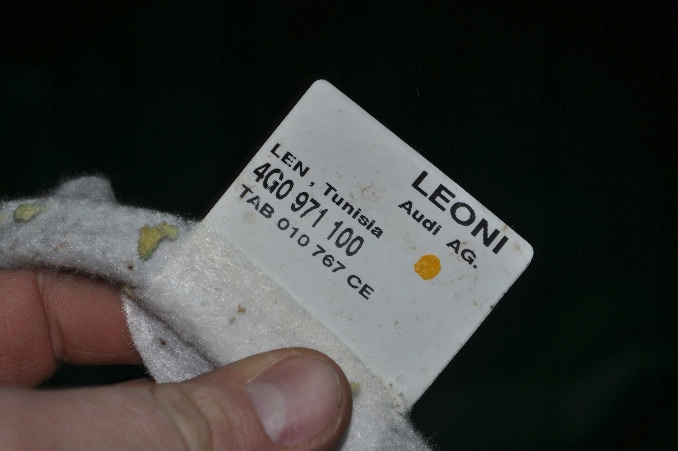 LEONI
Audi AG.
LEN , Tunisia
4G0 971 100
TAB 010 767 CE